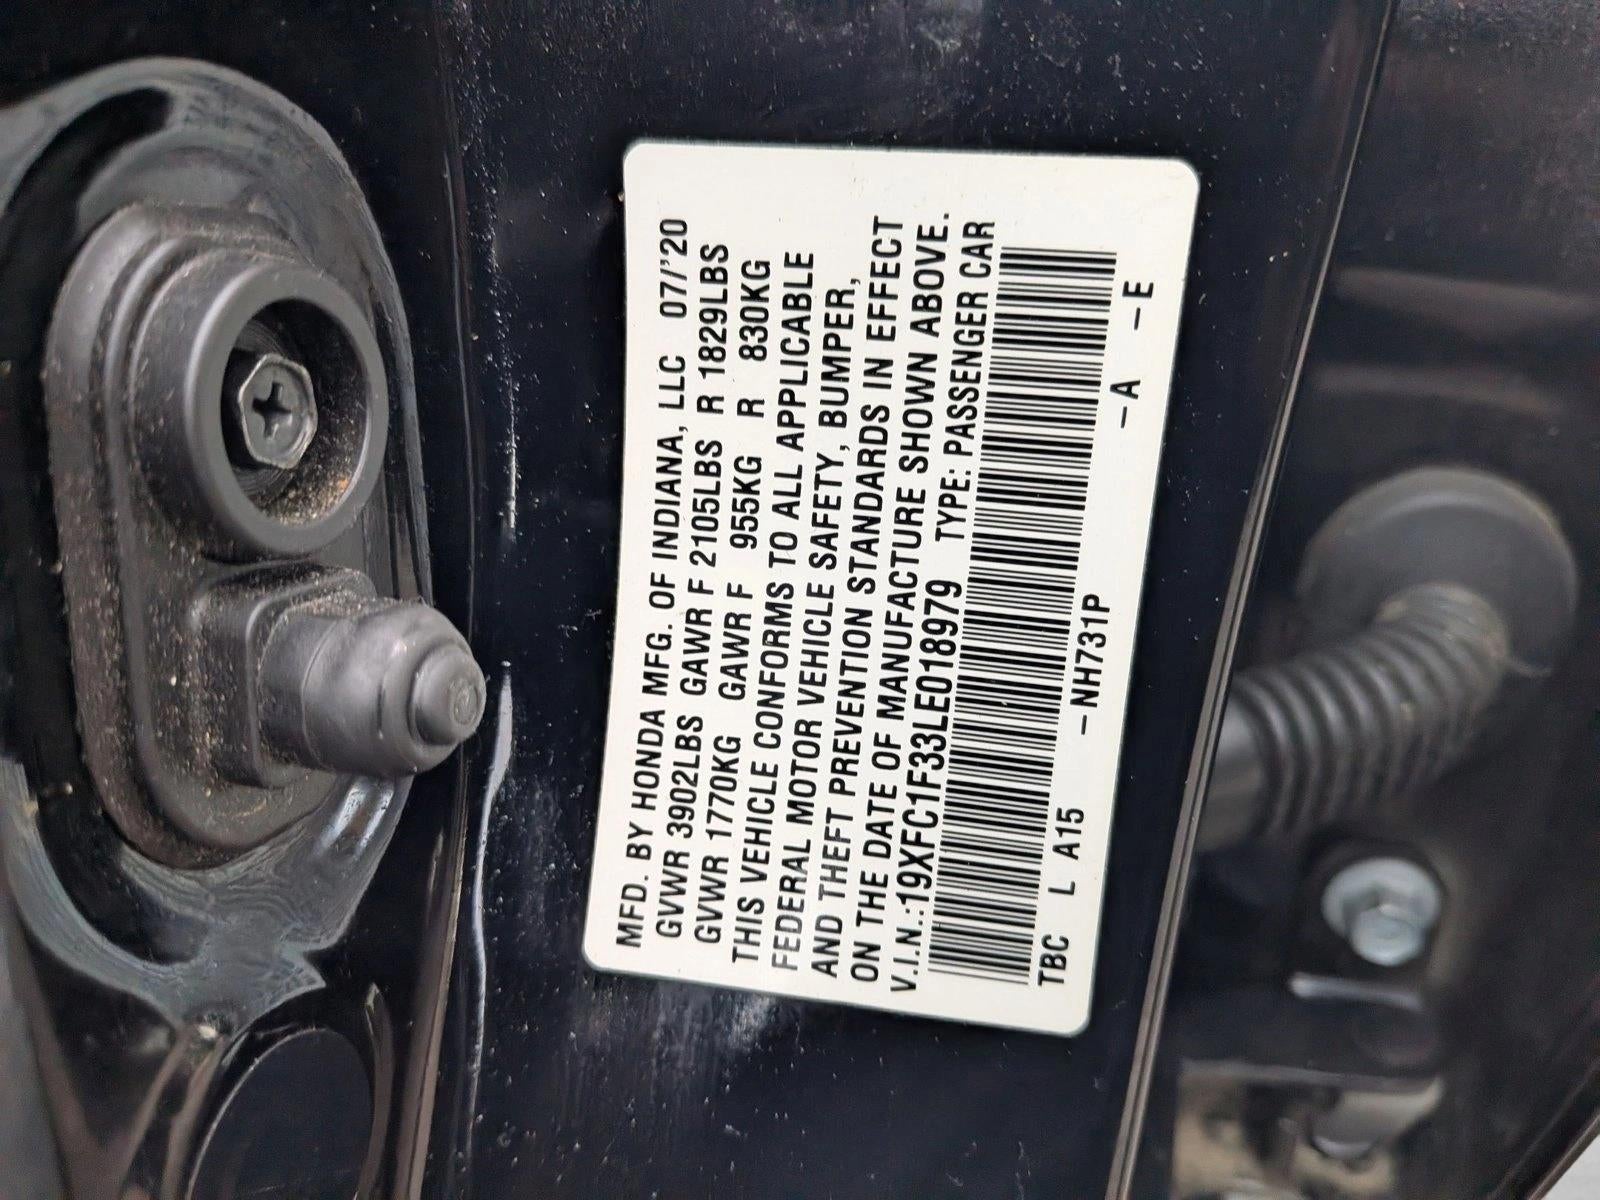 MFD. BY HONDA MFG. OF INDIANA, LLC 07/'20
GVWR 3902LBS GAWR F 2105LBS R 1829LBS
GVWR 1770KG GAWR F 955KG R 830KG
THIS VEHICLE CONFORMS TO ALL APPLICABLE
FEDERAL MOTOR VEHICLE SAFETY, BUMPER,
AND THEFT PREVENTION STANDARDS IN EFFECT
ON THE DATE OF MANUFACTURE SHOWN ABOVE.
V.I.N.:19XFC1F33LE018979 TYPE: PASSENGER CAR
TBC L A15 –NH731P –A –E